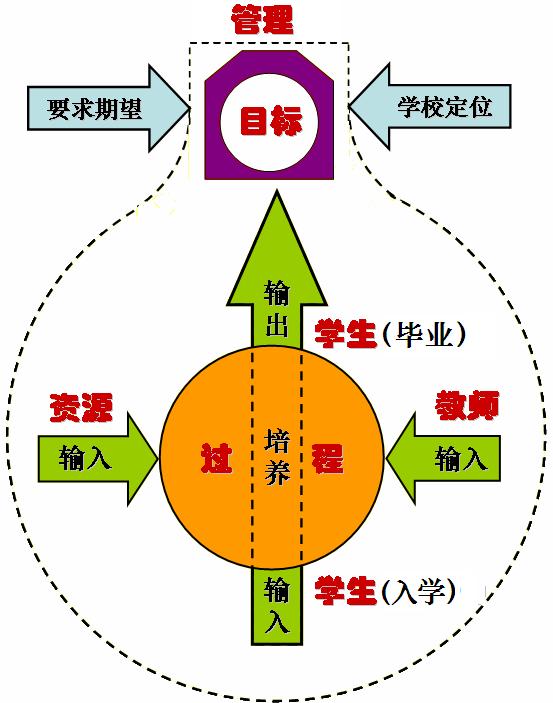 管理
要求期望
目标
学校定位
输出
学生(毕业)
资源
教师
输入
过
培养
程
输入
输入
学生(入学)